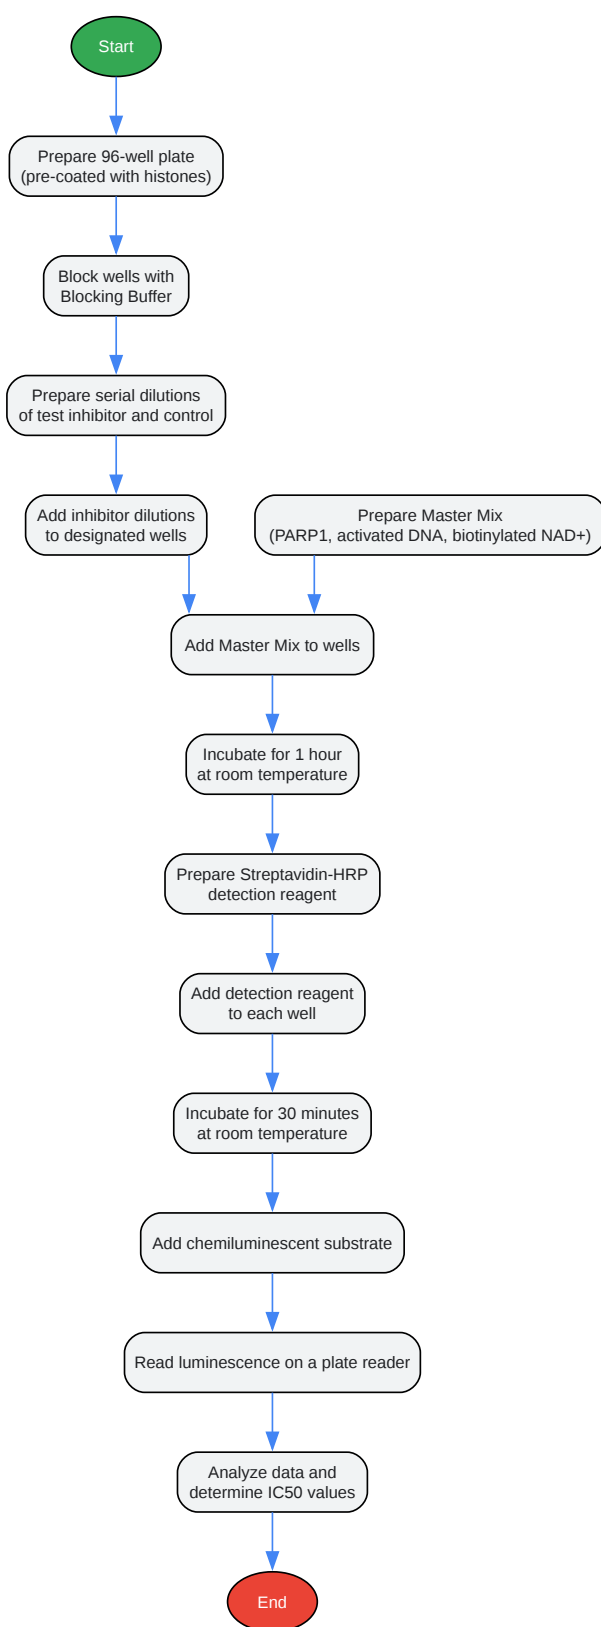 Start
Prepare 96-well plate
(pre-coated with histones)
Block wells with
Blocking Buffer
Prepare serial dilutions
of test inhibitor and control
Add inhibitor dilutions
to designated wells
Prepare Master Mix
(PARP1, activated DNA, biotinylated NAD+)
Add Master Mix to wells
Incubate for 1 hour
at room temperature
Prepare Streptavidin-HRP
detection reagent
Add detection reagent
to each well
Incubate for 30 minutes
at room temperature
Add chemiluminescent substrate
Read luminescence on a plate reader
Analyze data and
determine IC50 values
End